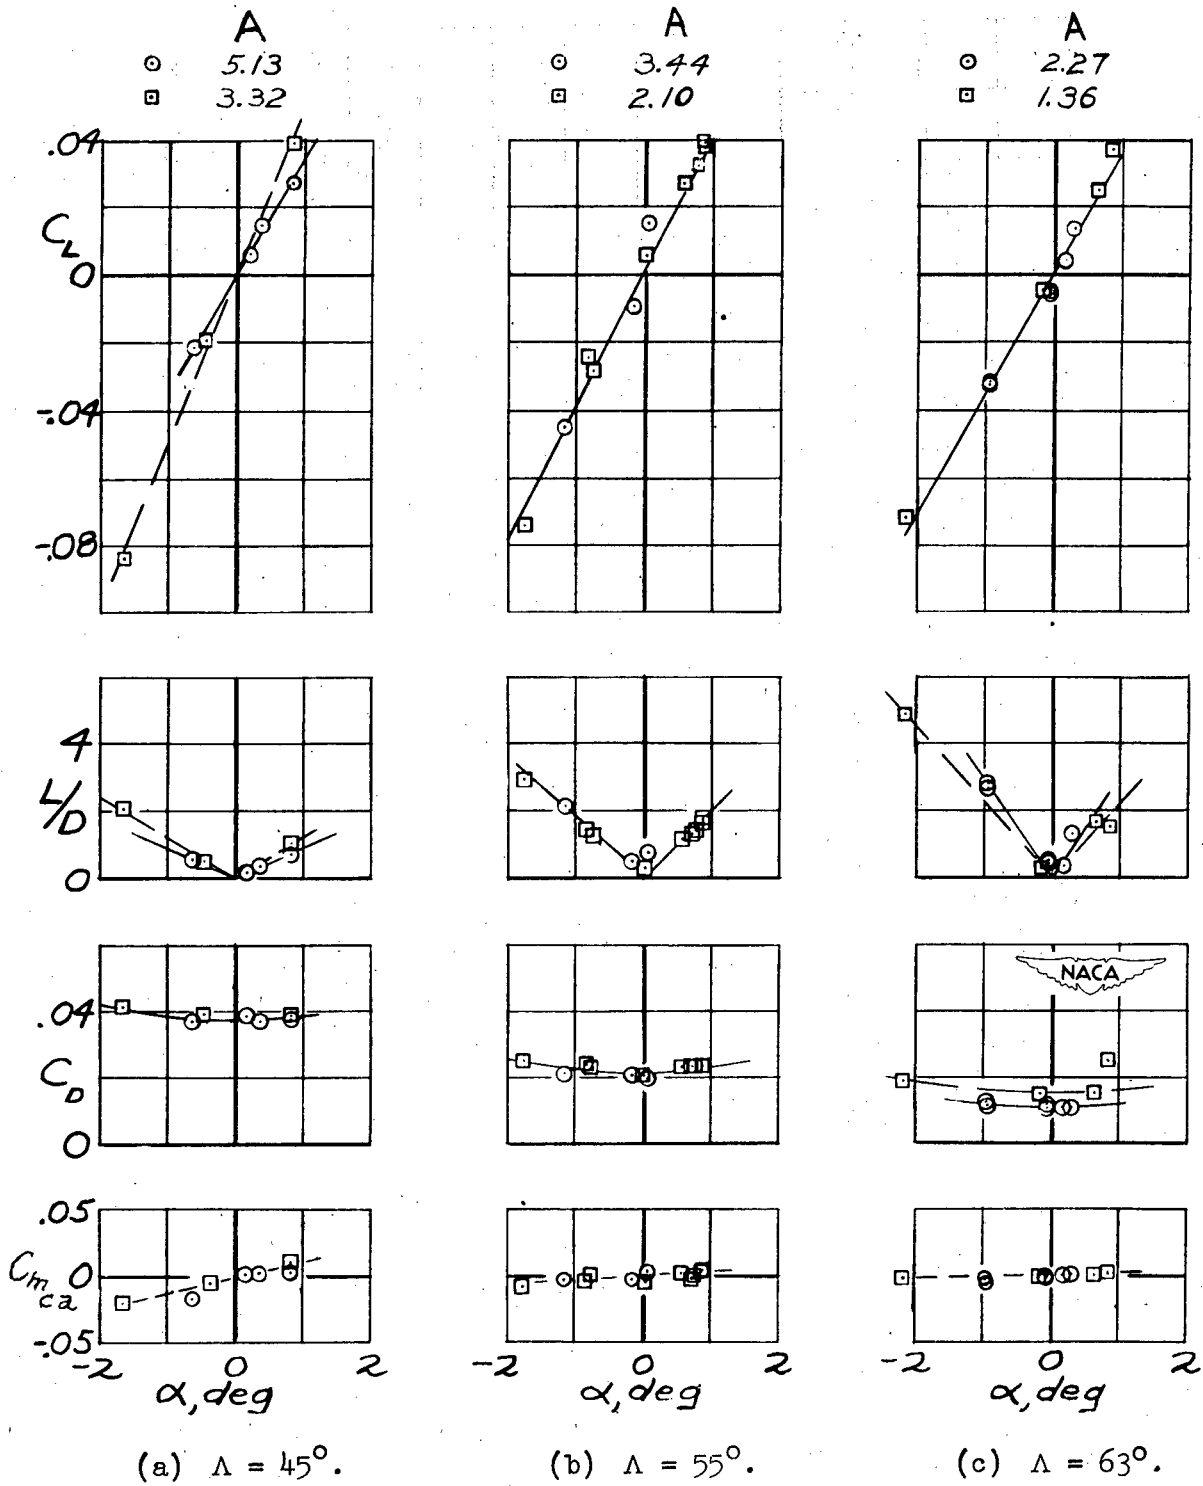 A A A
5.13 3.44 2.27
3.32 2.10 1.36
.04
C_L
0
-.04
-.08
4
L/D
0
NACA
.04
C_D
0
.05
C_m_ca 0
-.05
-2 0 2 -2 0 2 -2 0 2
α, deg α, deg α, deg
(a) Λ = 45°. (b) Λ = 55°. (c) Λ = 63°.